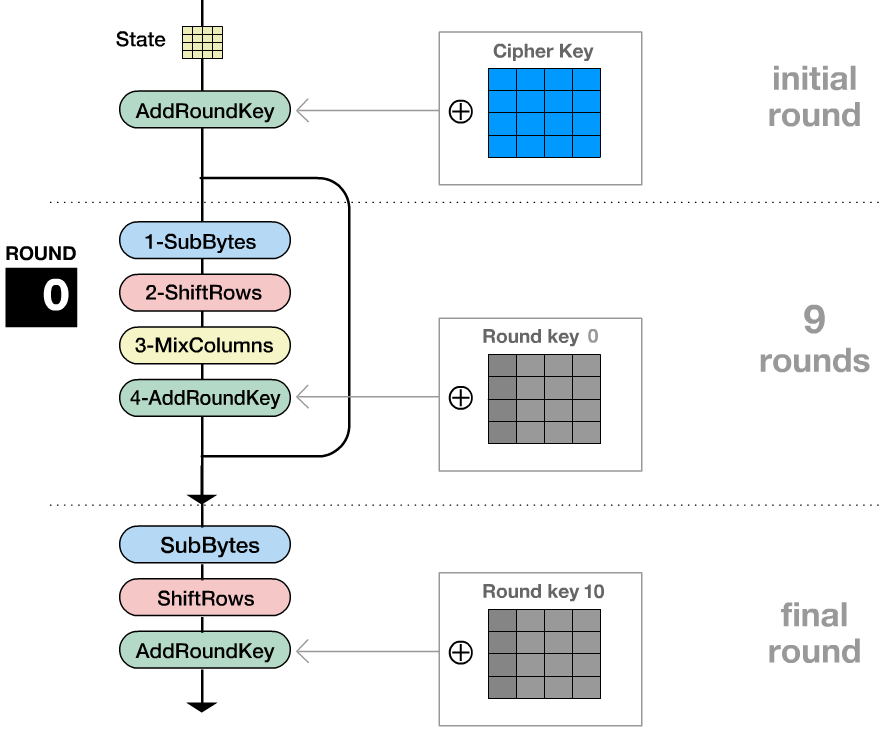 State
Cipher Key
initial
round
AddRoundKey
⊕
ROUND
0
1-SubBytes
2-ShiftRows
3-MixColumns
4-AddRoundKey
Round key 0
⊕
9
rounds
SubBytes
ShiftRows
AddRoundKey
Round key 10
⊕
final
round